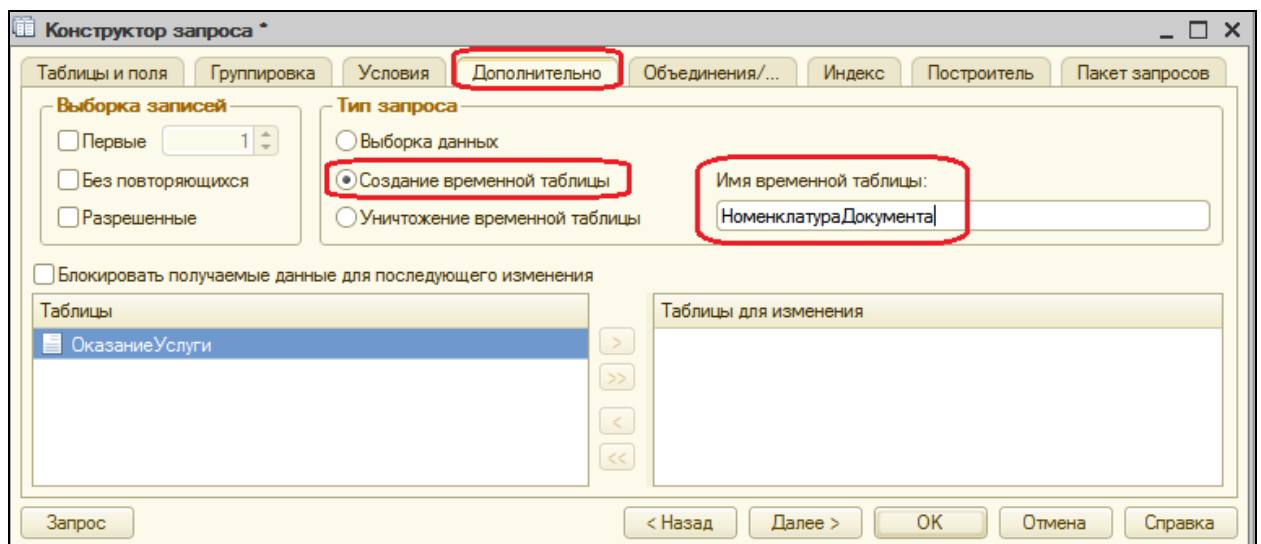 Конструктор запроса *
Таблицы и поля Группировка Условия Дополнительно Объединения/... Индекс Построитель Пакет запросов
Выборка записей Тип запроса
Первые 1 Выборка данных
Без повторяющихся Создание временной таблицы Имя временной таблицы:
Разрешенные Уничтожение временной таблицы НоменклатураДокумента
Блокировать получаемые данные для последующего изменения
Таблицы Таблицы для изменения
ОказаниеУслуги >
>>
<
<<
Запрос < Назад Далее > OK Отмена Справка